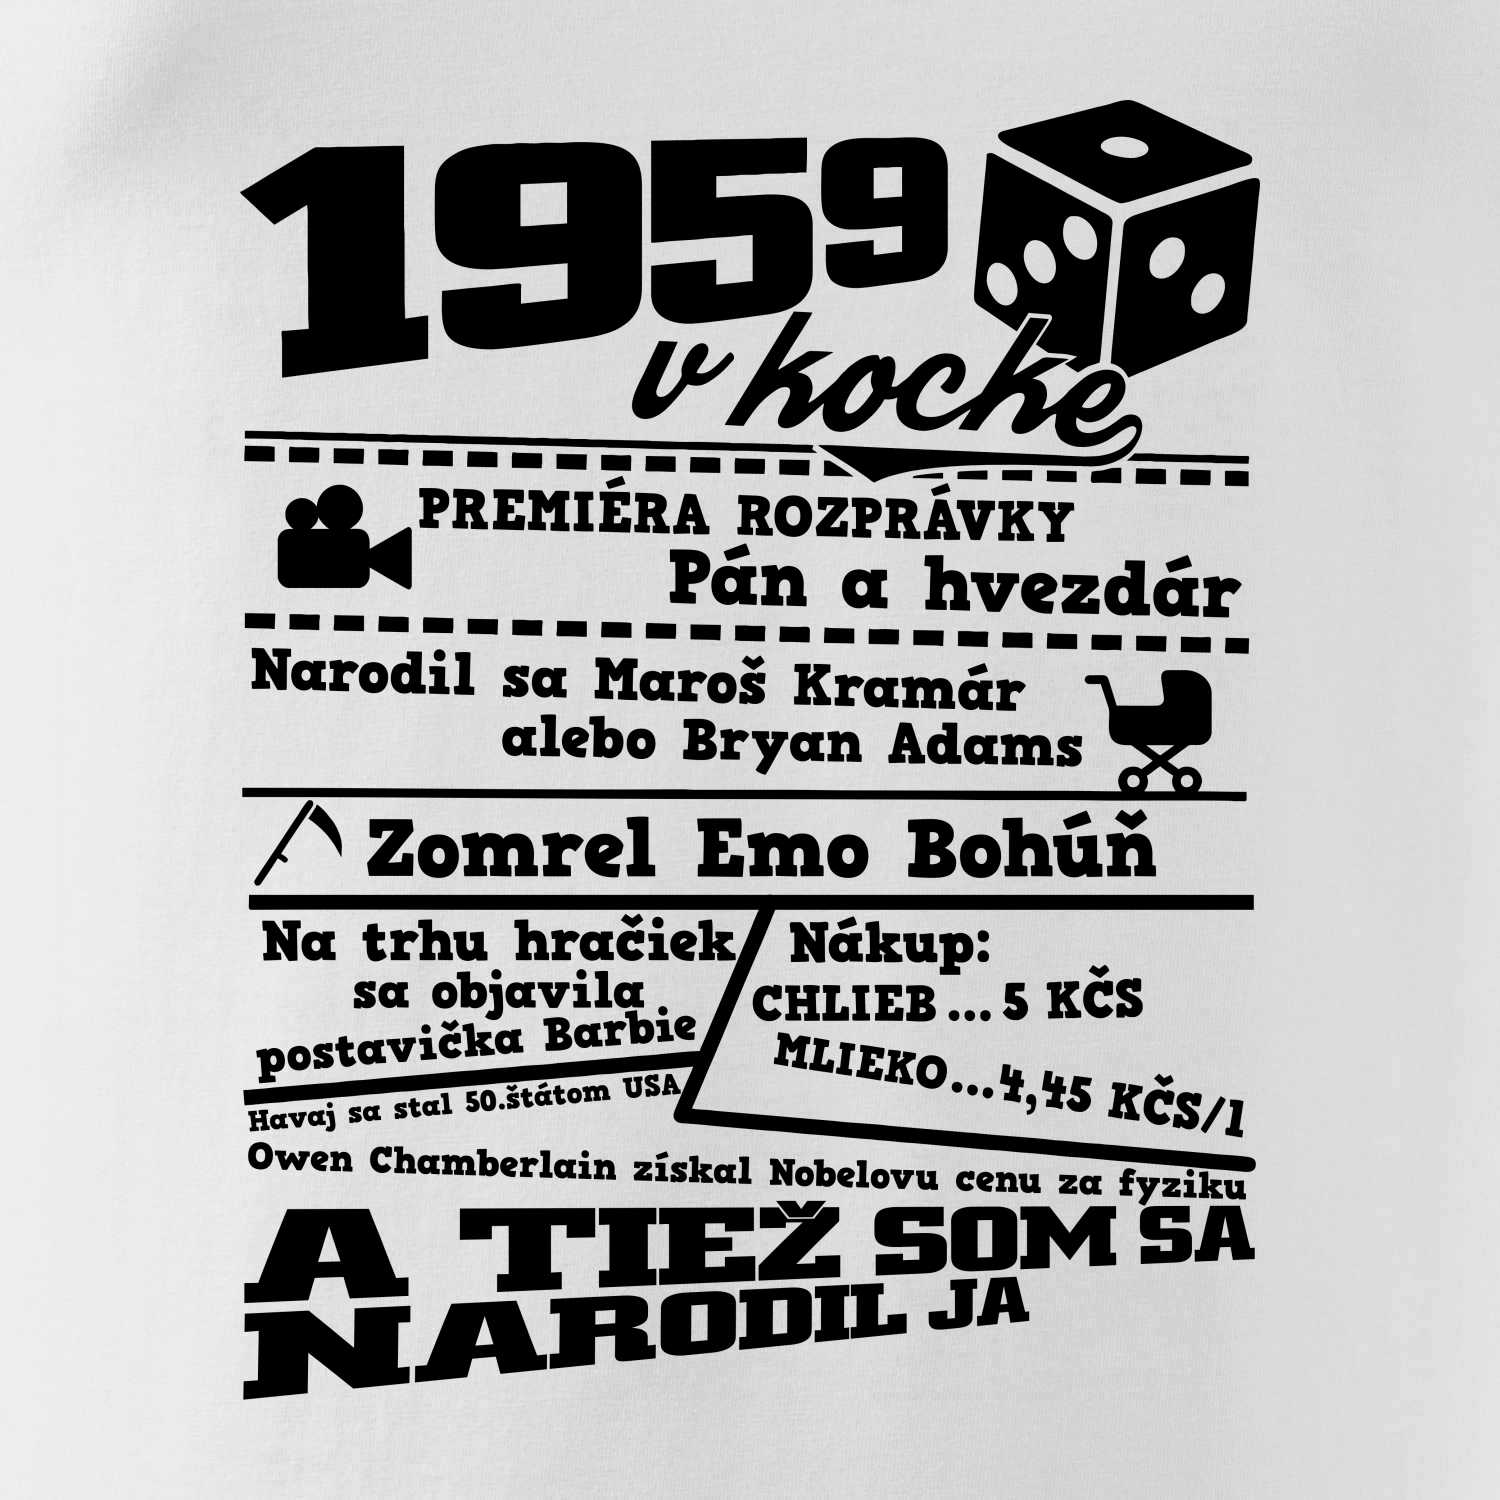 1959
v kocke
PREMIÉRA ROZPRÁVKY
Pán a hvezdár
Narodil sa Maroš Kramár
alebo Bryan Adams
Zomrel Emo Bohúň
Na trhu hračiek
sa objavila
postavička Barbie
Havaj sa stal 50.štátom USA
Nákup:
CHLIEB...5 KČS
MLIEKO...4,45 KČS/l
Owen Chamberlain získal Nobelovu cenu za fyziku
A TIEŽ SOM SA
NARODIL JA